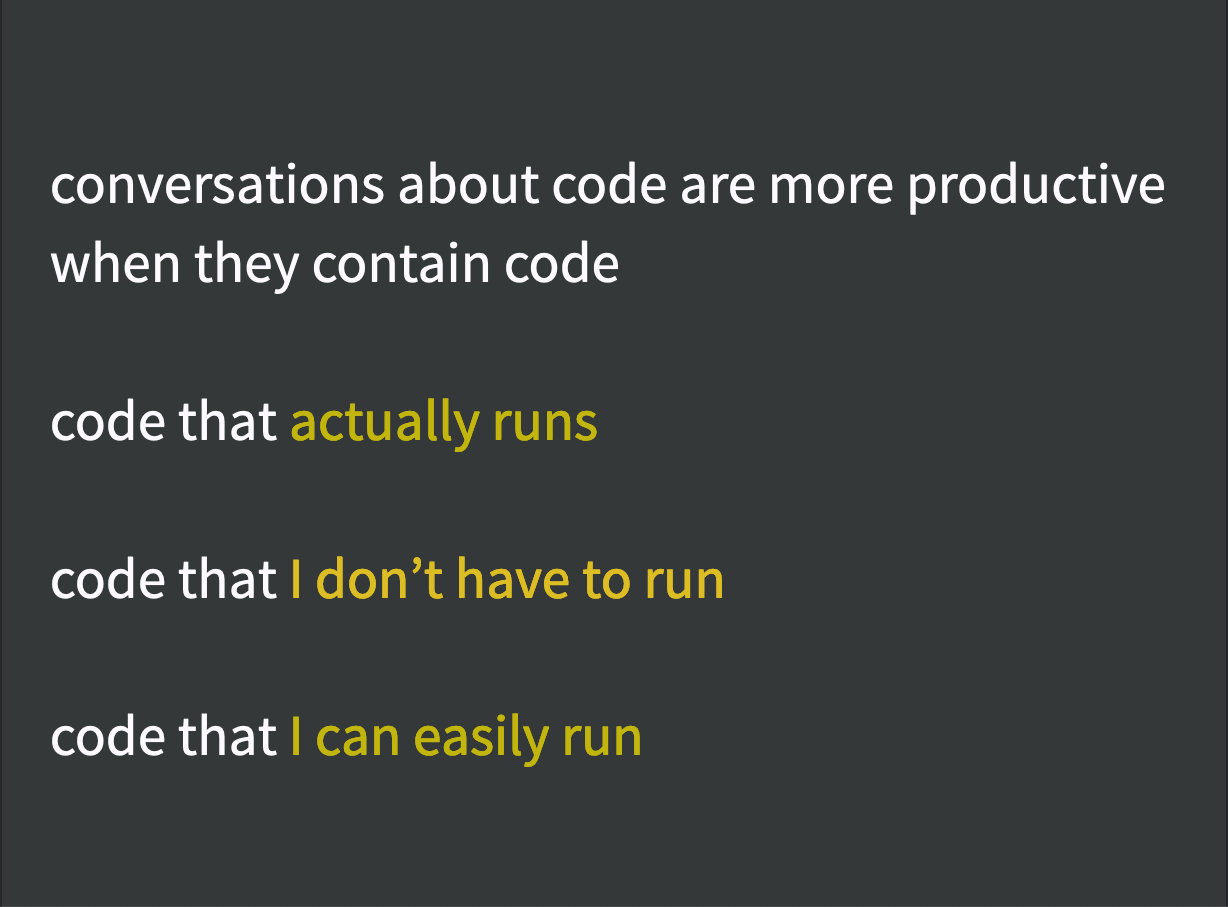 conversations about code are more productive
when they contain code
code that actually runs
code that I don’t have to run
code that I can easily run